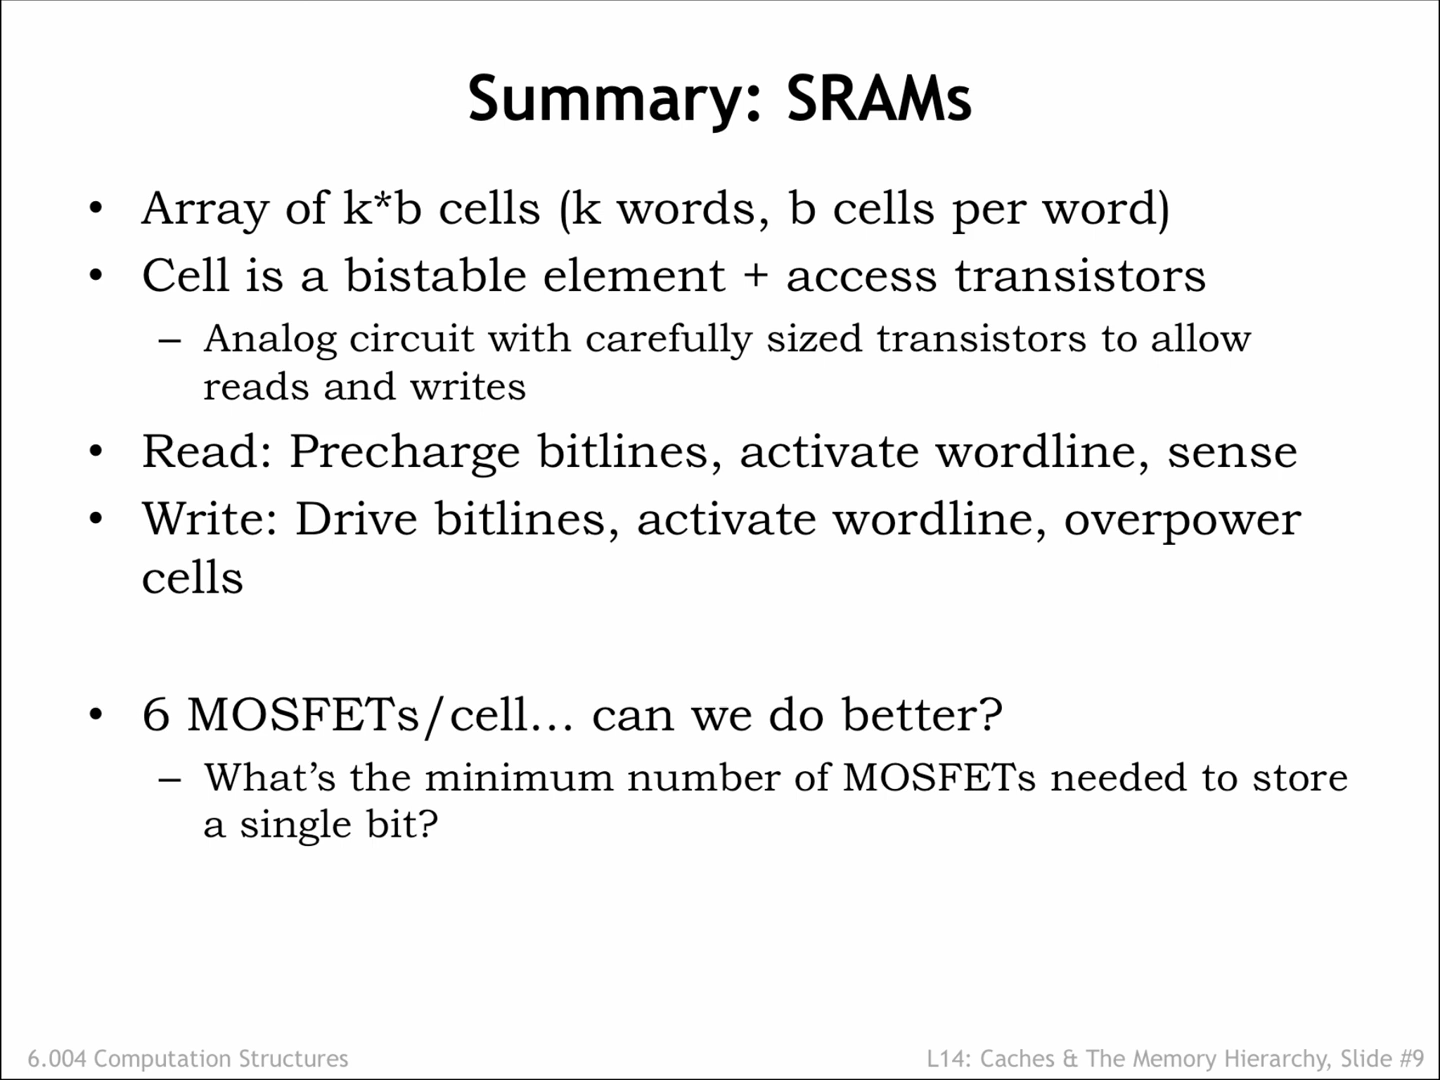 Summary: SRAMs
• Array of k*b cells (k words, b cells per word)
• Cell is a bistable element + access transistors
– Analog circuit with carefully sized transistors to allow
reads and writes
• Read: Precharge bitlines, activate wordline, sense
• Write: Drive bitlines, activate wordline, overpower
cells
• 6 MOSFETs/cell… can we do better?
– What’s the minimum number of MOSFETs needed to store
a single bit?
6.004 Computation Structures
L14: Caches & The Memory Hierarchy, Slide #9